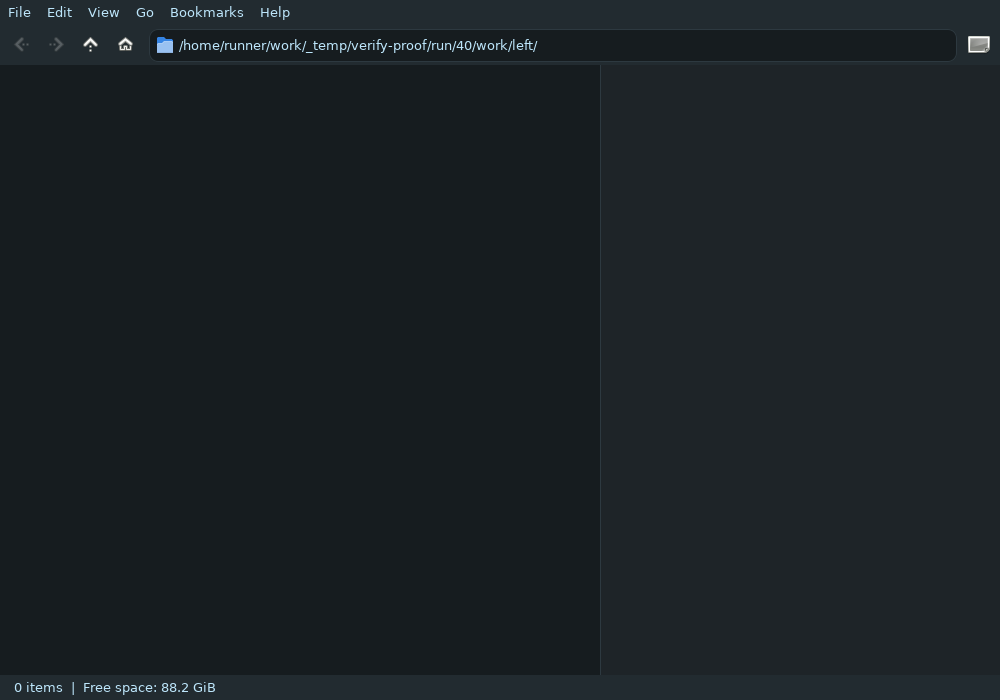 File Edit View Go Bookmarks Help
/home/runner/work/_temp/verify-proof/run/40/work/left/
0 items | Free space: 88.2 GiB